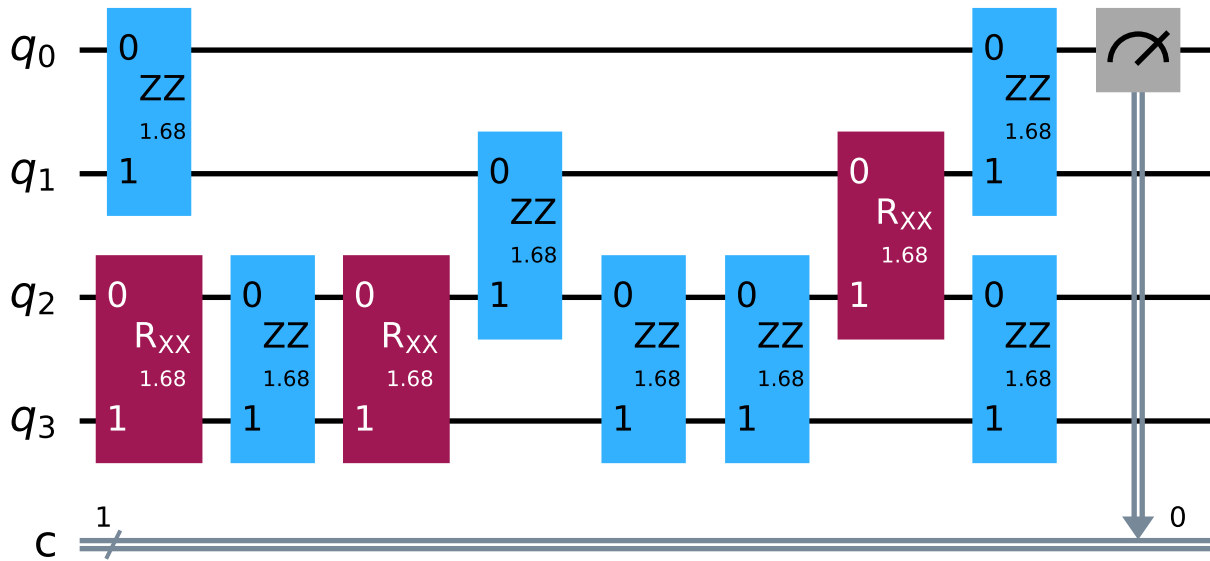 q0 0 ZZ 1.68 1 0 ZZ 1.68 1
q1 0 ZZ 1.68 1 0 RXX 1.68 1
q2 0 RXX 1.68 1 0 ZZ 1.68 1 0 RXX 1.68 1 0 ZZ 1.68 1 0 ZZ 1.68 1 0 ZZ 1.68 1
q3
c 1 0